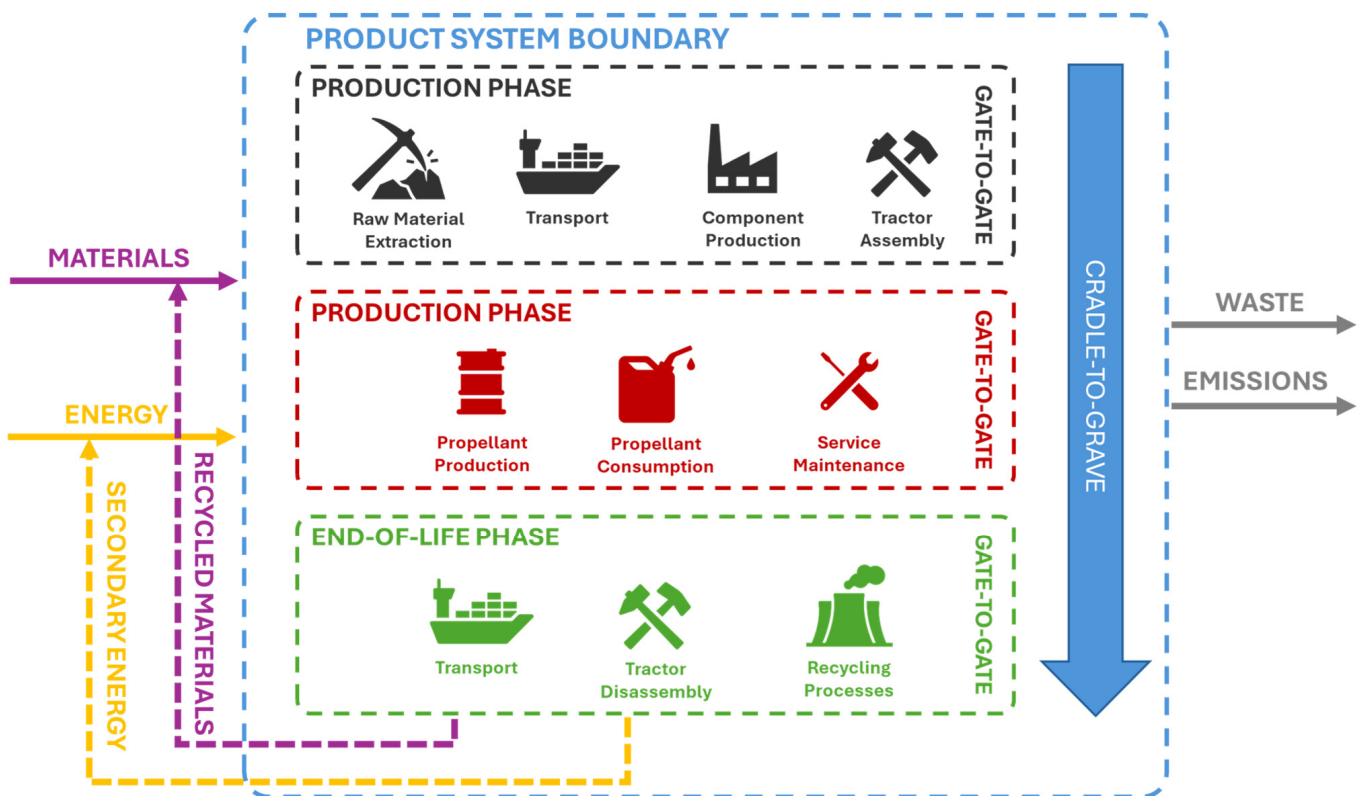 PRODUCT SYSTEM BOUNDARY
PRODUCTION PHASE
GATE-TO-GATE
Raw Material
Extraction
Transport
Component
Production
Tractor
Assembly
MATERIALS
CRADLE-TO-GRAVE
WASTE
EMISSIONS
PRODUCTION PHASE
GATE-TO-GATE
Propellant
Production
Propellant
Consumption
Service
Maintenance
ENERGY
RECYCLED MATERIALS
SECONDARY ENERGY
END-OF-LIFE PHASE
GATE-TO-GATE
Transport
Tractor
Disassembly
Recycling
Processes